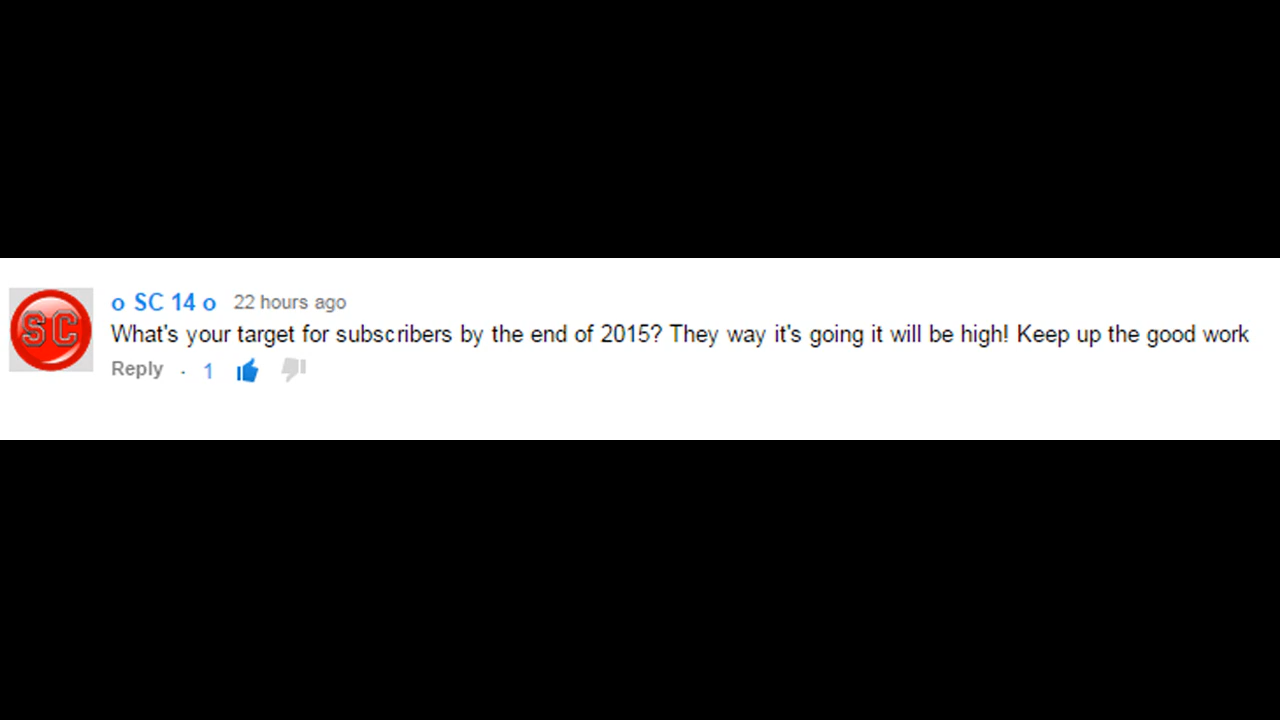 SC
o SC 14 o 22 hours ago
What's your target for subscribers by the end of 2015? They way it's going it will be high! Keep up the good work
Reply · 1